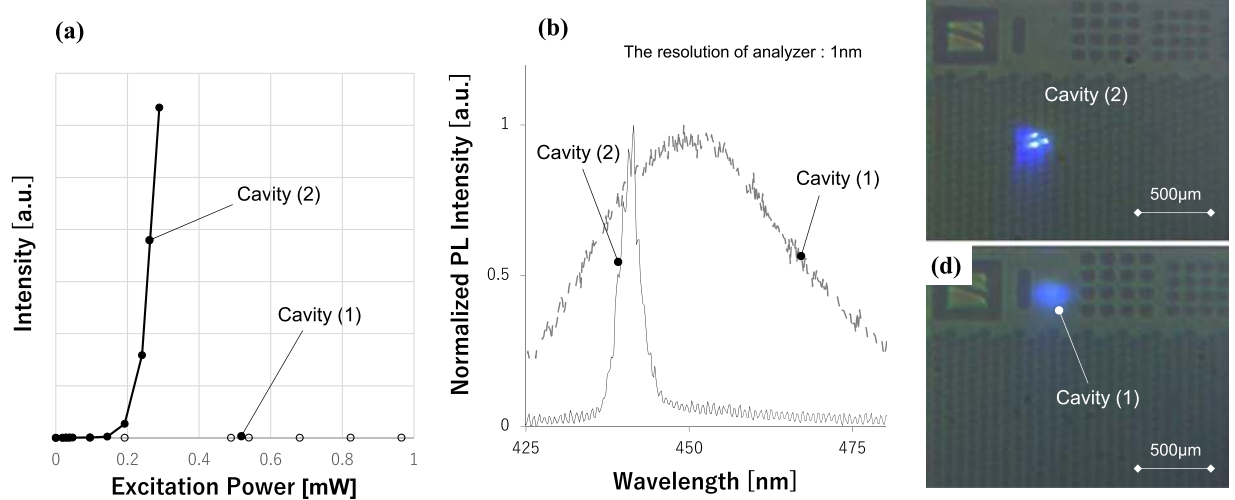 (a)
Intensity [a.u.]
Cavity (2)
Cavity (1)
0
0.2
0.4
0.6
0.8
1
Excitation Power [mW]
(b)
The resolution of analyzer : 1nm
Normalized PL Intensity [a.u.]
1
0.5
0
Cavity (2)
Cavity (1)
425
450
475
Wavelength [nm]
Cavity (2)
500μm
(d)
Cavity (1)
500μm